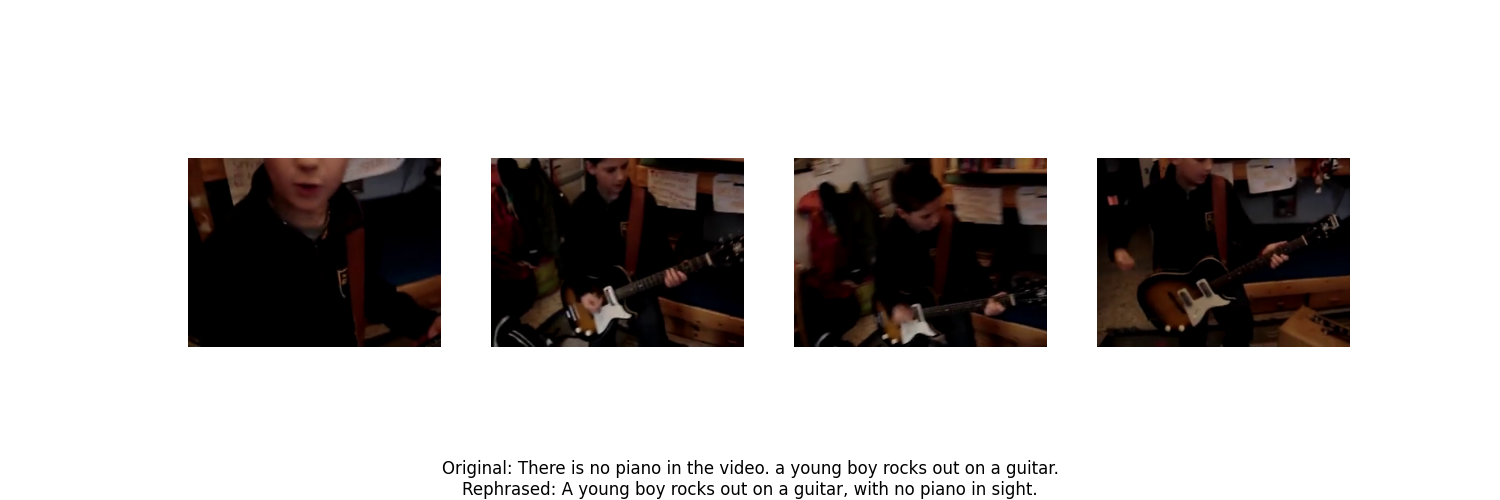 Original: There is no piano in the video. a young boy rocks out on a guitar.
Rephrased: A young boy rocks out on a guitar, with no piano in sight.